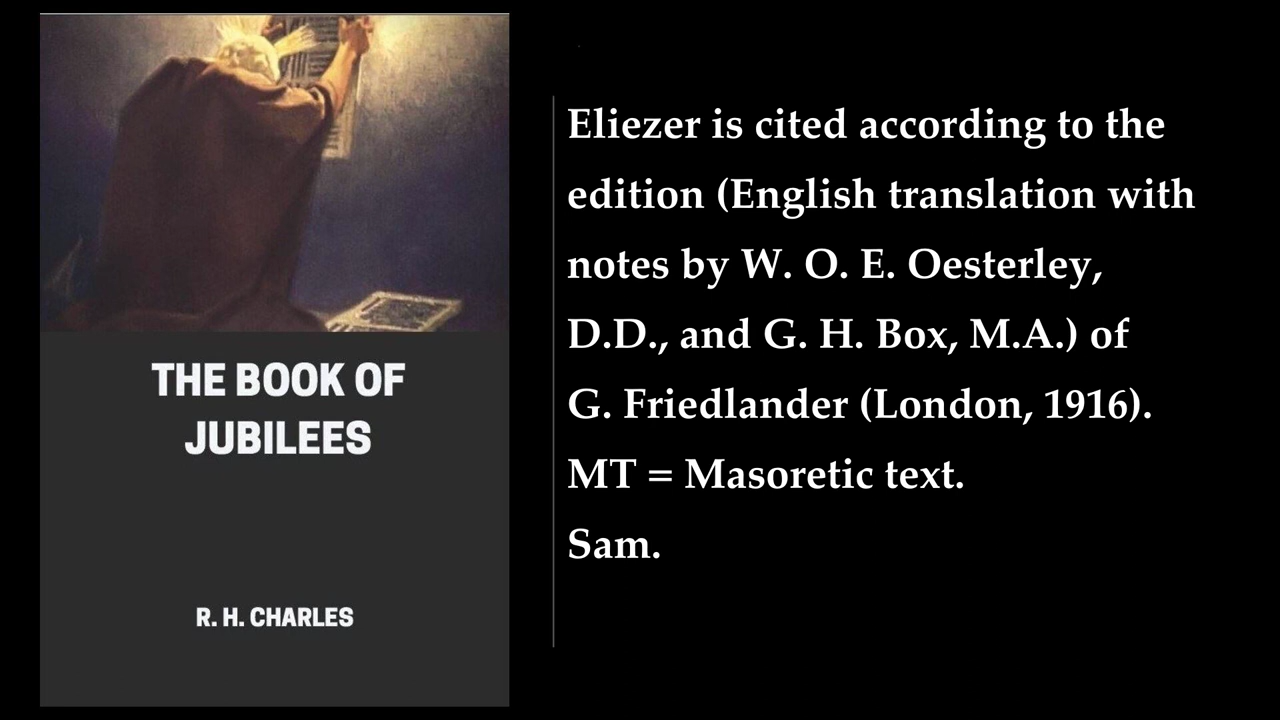 THE BOOK OF
JUBILEES
R. H. CHARLES
Eliezer is cited according to the
edition (English translation with
notes by W. O. E. Oesterley,
D.D., and G. H. Box, M.A.) of
G. Friedlander (London, 1916).
MT = Masoretic text.
Sam.